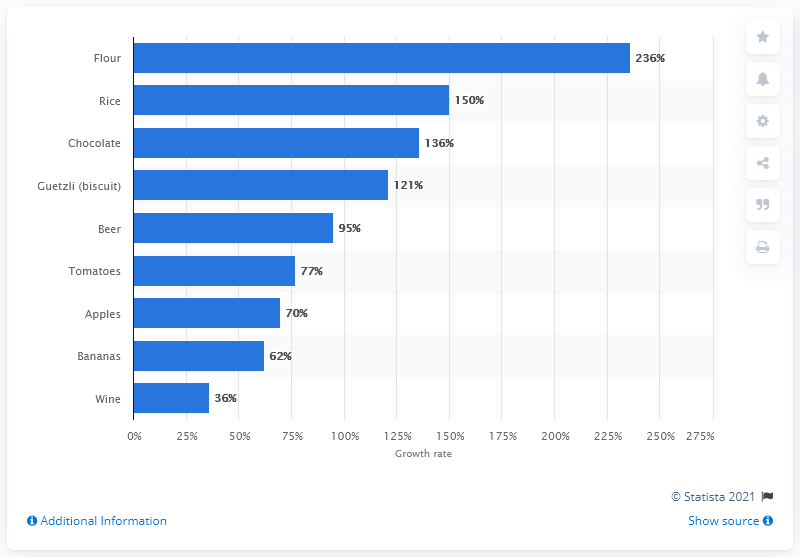 Flour 236%
Rice 150%
Chocolate 136%
Guetzli (biscuit) 121%
Beer 95%
Tomatoes 77%
Apples 70%
Bananas 62%
Wine 36%
0% 25% 50% 75% 100% 125% 150% 175% 200% 225% 250% 275%
Growth rate
© Statista 2021
Additional Information Show source